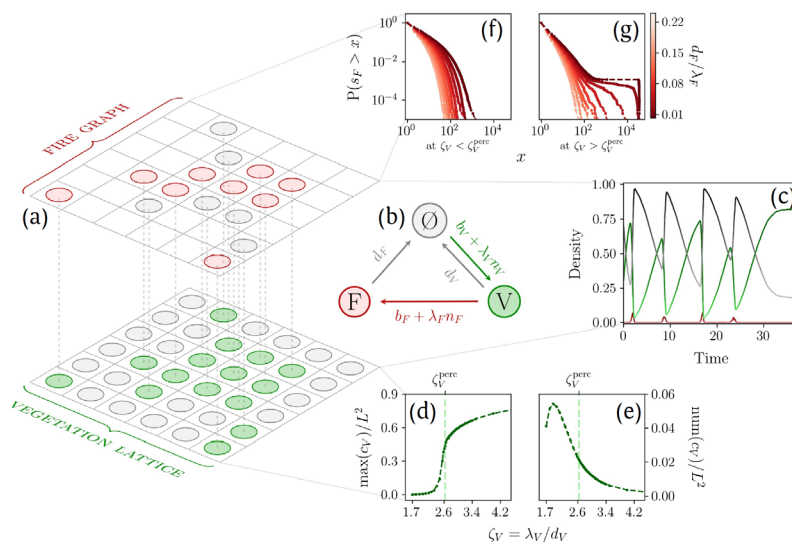 (f)
(g)
P(s_F > x)
10^0
10^-2
10^-4
10^0 10^2 10^4
10^0 10^2 10^4
at ζ_V < ζ_V^perc
at ζ_V > ζ_V^perc
x
0.22
0.15
0.08
0.01
d_F/λ_F
FIRE GRAPH
(a)
(b)
Ø
b_V + λ_V n_V
d_F
d_V
F
V
b_F + λ_F n_F
(c)
1.00
0.75
0.50
0.25
0.00
Density
0 10 20 30
Time
VEGETATION LATTICE
ζ_V^perc
ζ_V^perc
(d)
(e)
0.9
0.6
0.3
0.0
max(c_V)/L^2
0.06
0.04
0.02
0.00
num(c_V)/L^2
1.7 2.6 3.4 4.2
1.7 2.6 3.4 4.2
ζ_V = λ_V/d_V